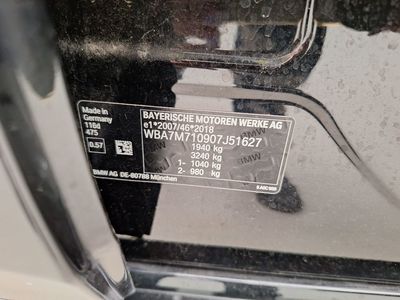 BAYERISCHE MOTOREN WERKE AG
e1*2007/46*2018
WBA7M710907J51627
1940 kg
3240 kg
1- 1040 kg
2- 980 kg
Made in
Germany
116d
475
0.57
BMW AG DE-80788 München